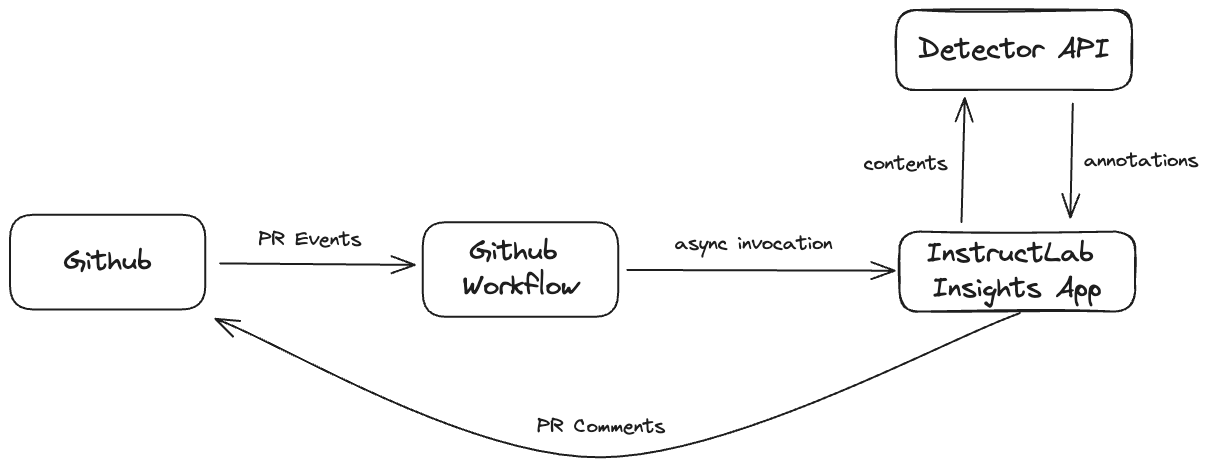 Detector API
contents
annotations
Github
PR Events
Github
Workflow
async invocation
InstructLab
Insights App
PR Comments